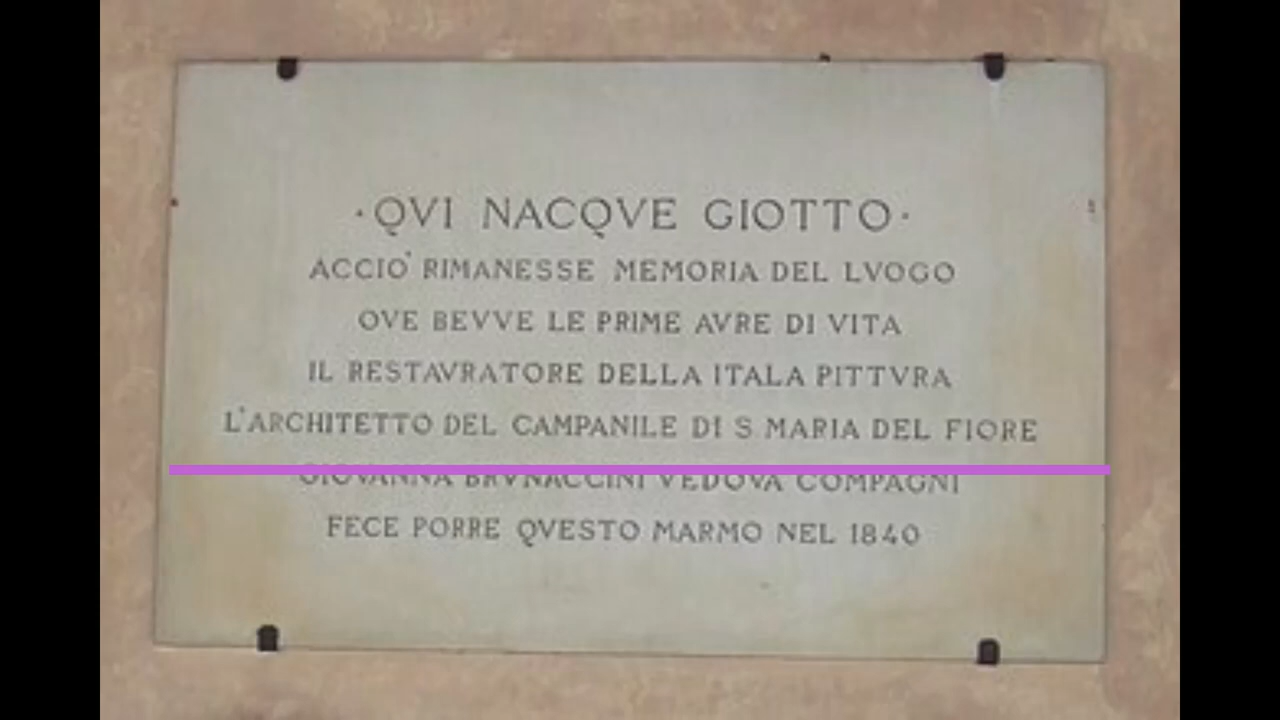 ·QVI NACQVE GIOTTO·
ACCIO' RIMANESSE MEMORIA DEL LVOGO
OVE BEVVE LE PRIME AVRE DI VITA
IL RESTAVRATORE DELLA ITALA PITTVRA
L'ARCHITETTO DEL CAMPANILE DI S MARIA DEL FIORE
GIOVANNA BRVNACCINI VEDOVA COMPAGNI
FECE PORRE QVESTO MARMO NEL 1840